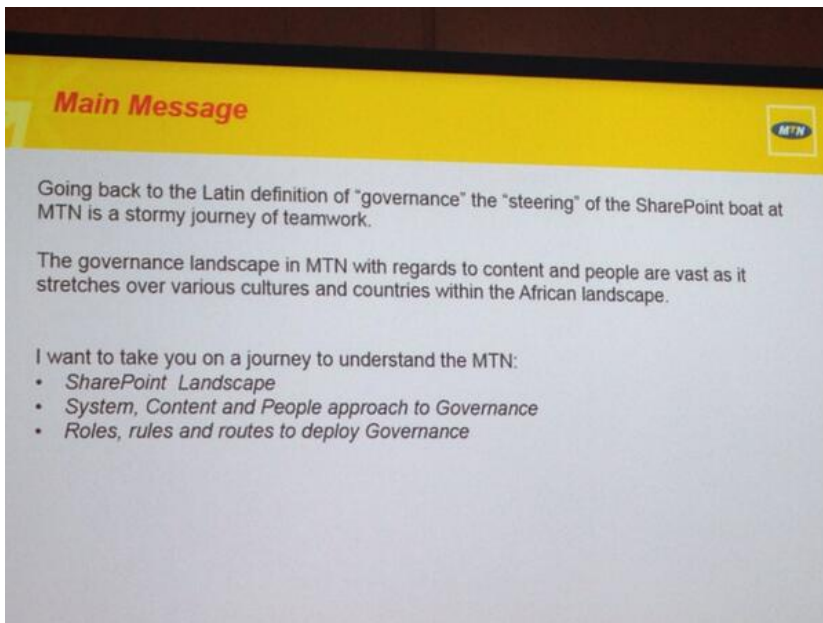 Main Message
MTN
Going back to the Latin definition of “governance” the “steering” of the SharePoint boat at
MTN is a stormy journey of teamwork.
The governance landscape in MTN with regards to content and people are vast as it
stretches over various cultures and countries within the African landscape.
I want to take you on a journey to understand the MTN:
• SharePoint Landscape
• System, Content and People approach to Governance
• Roles, rules and routes to deploy Governance